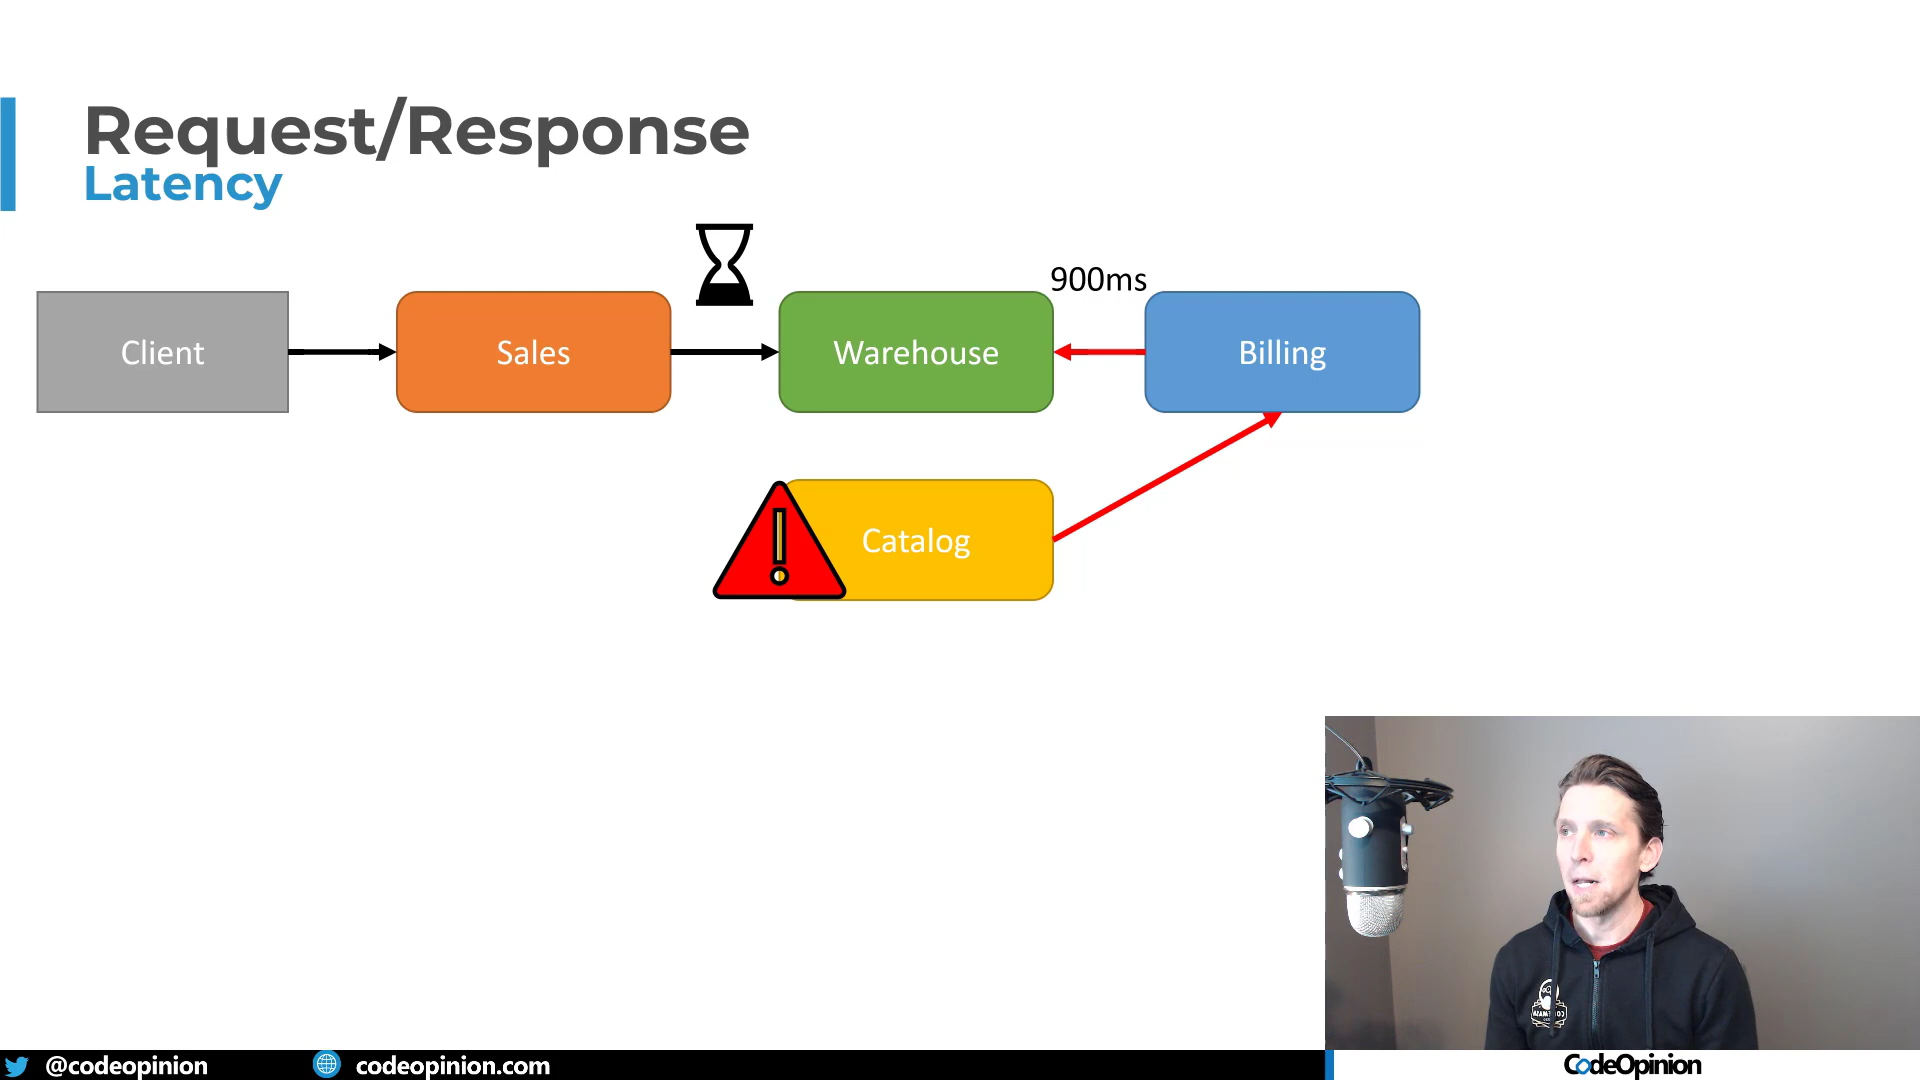 Request/Response
Latency
900ms
Client
Sales
Warehouse
Billing
Catalog
@codeopinion
codeopinion.com
CodeOpinion